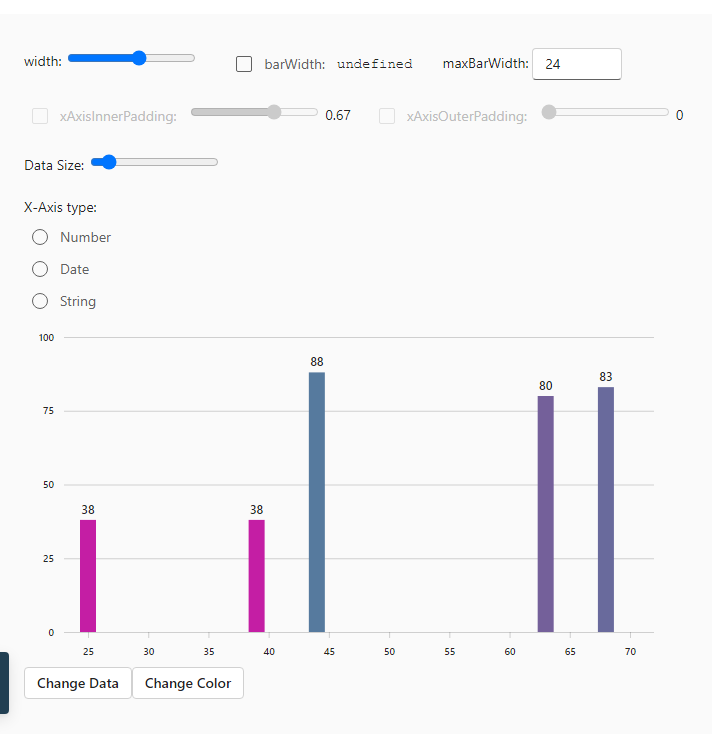 width: barWidth: undefined maxBarWidth: 24
xAxisInnerPadding: 0.67 xAxisOuterPadding: 0
Data Size:
X-Axis type:
Number
Date
String
100
88
83
80
75
50
38 38
25
0
25 30 35 40 45 50 55 60 65 70
Change Data Change Color